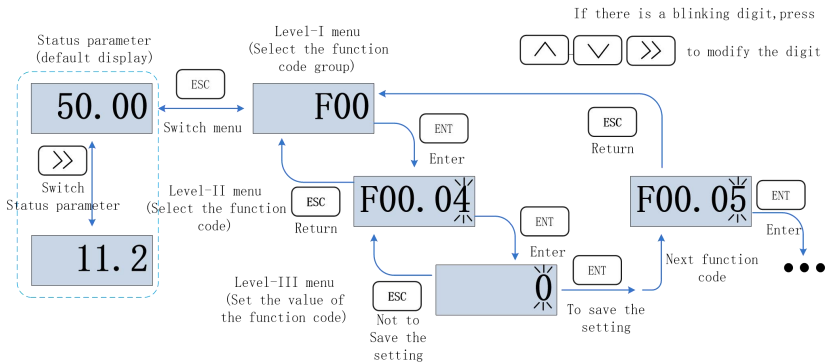 If there is a blinking digit,press
to modify the digit
Status parameter
(default display)
ESC
50.00
Switch menu
Switch
Status parameter
11.2
Level-I menu
(Select the function
code group)
F00
ENT
Enter
Level-II menu
(Select the function
code)
ESC
Return
F00.04
ENT
Enter
Level-III menu
(Set the value of
the function code)
ESC
Not to
Save the
setting
0
ENT
To save the
setting
ESC
Return
F00.05
Next function
code
ENT
Enter